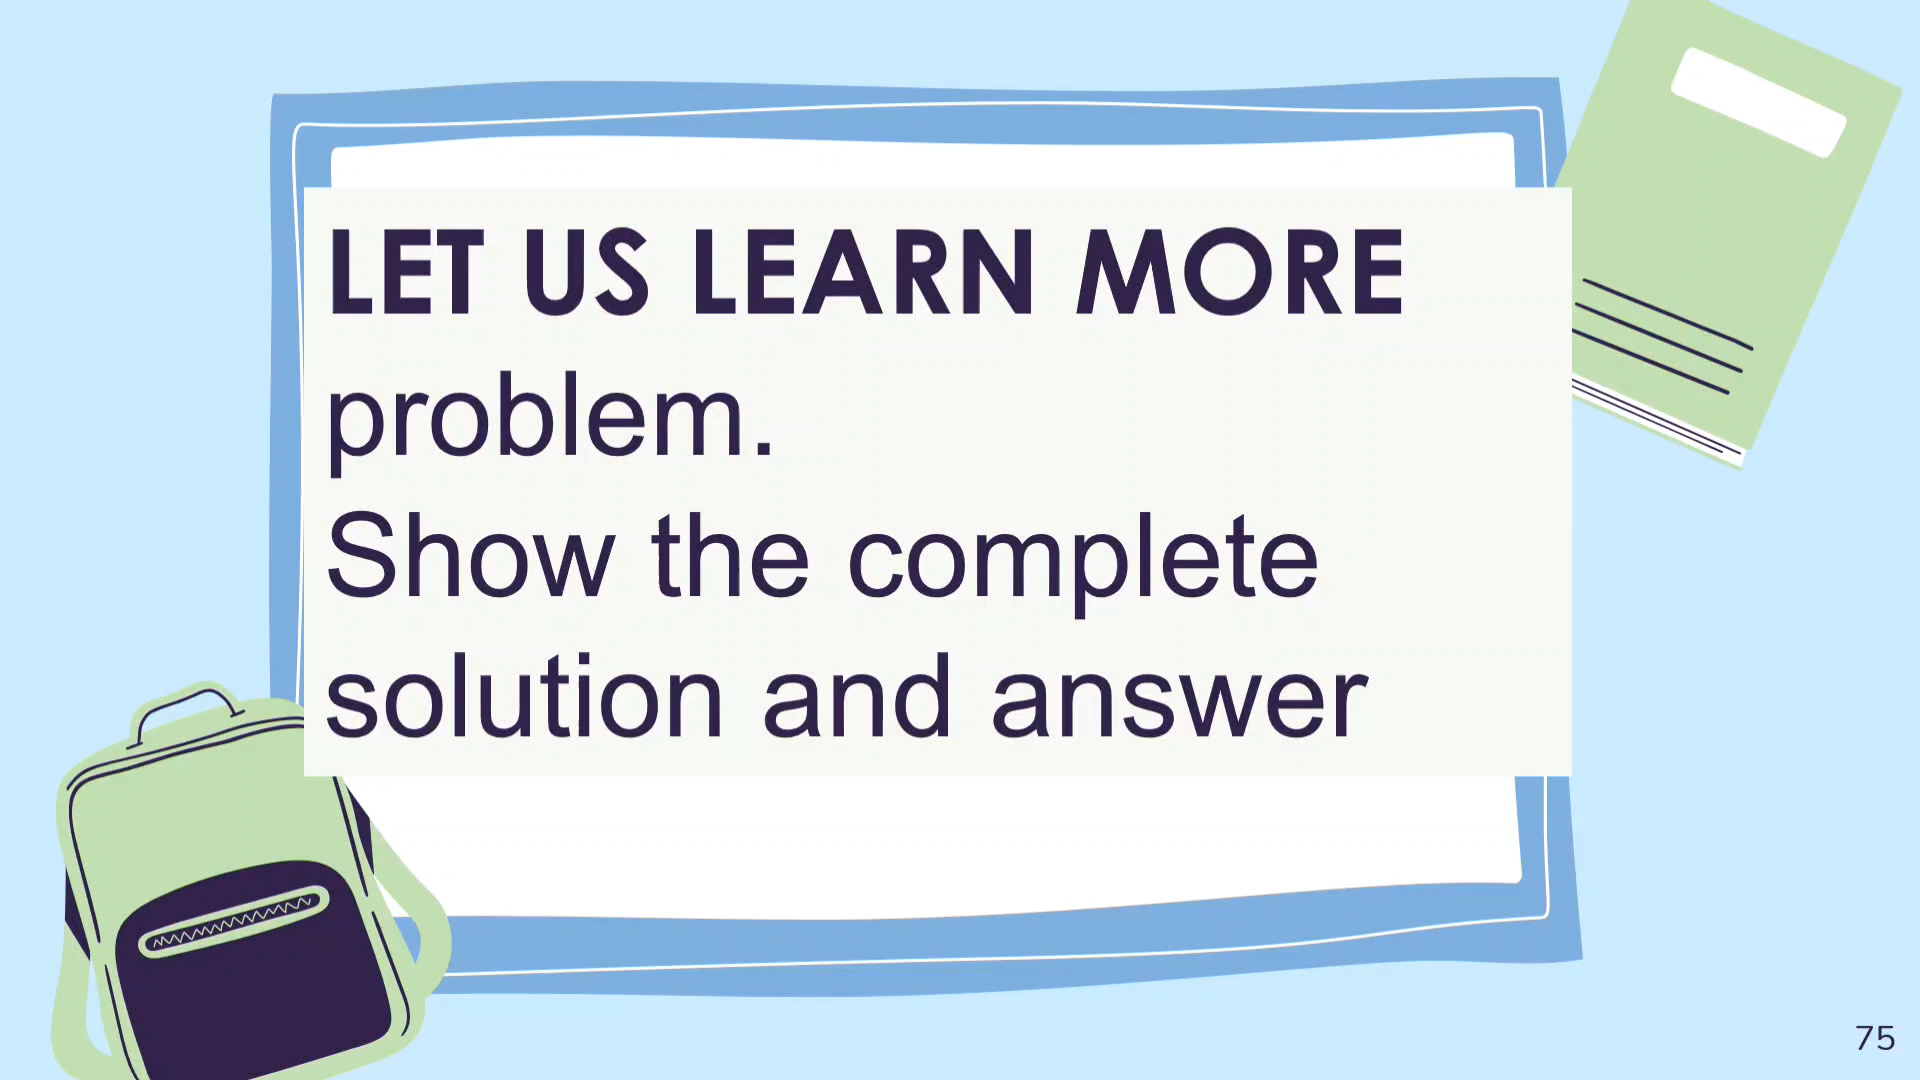 LET US LEARN MORE
problem.
Show the complete
solution and answer
75